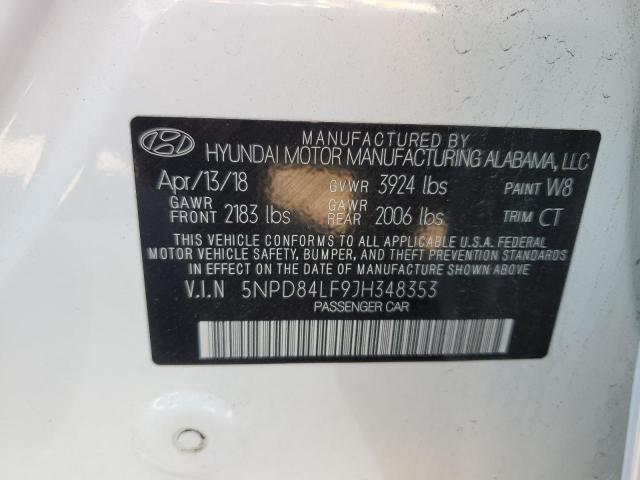 MANUFACTURED BY
HYUNDAI MOTOR MANUFACTURING ALABAMA, LLC
Apr/13/18 GVWR 3924 lbs PAINT W8
GAWR FRONT 2183 lbs GAWR REAR 2006 lbs TRIM CT
THIS VEHICLE CONFORMS TO ALL APPLICABLE U.S.A. FEDERAL
MOTOR VEHICLE SAFETY, BUMPER, AND THEFT PREVENTION STANDARDS
IN EFFECT ON THE DATE OF MANUFACTURE SHOWN ABOVE.
V.I.N 5NPD84LF9JH348353
PASSENGER CAR